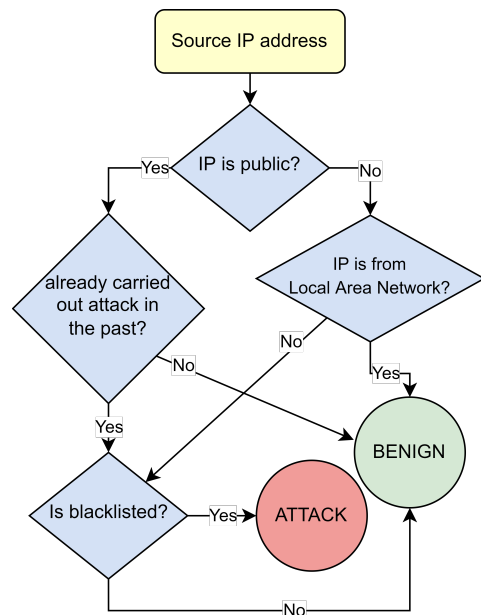 Source IP address
IP is public?
Yes
No
already carried
out attack in
the past?
IP is from
Local Area Network?
No
No
Yes
Yes
BENIGN
Is blacklisted?
Yes
ATTACK
No